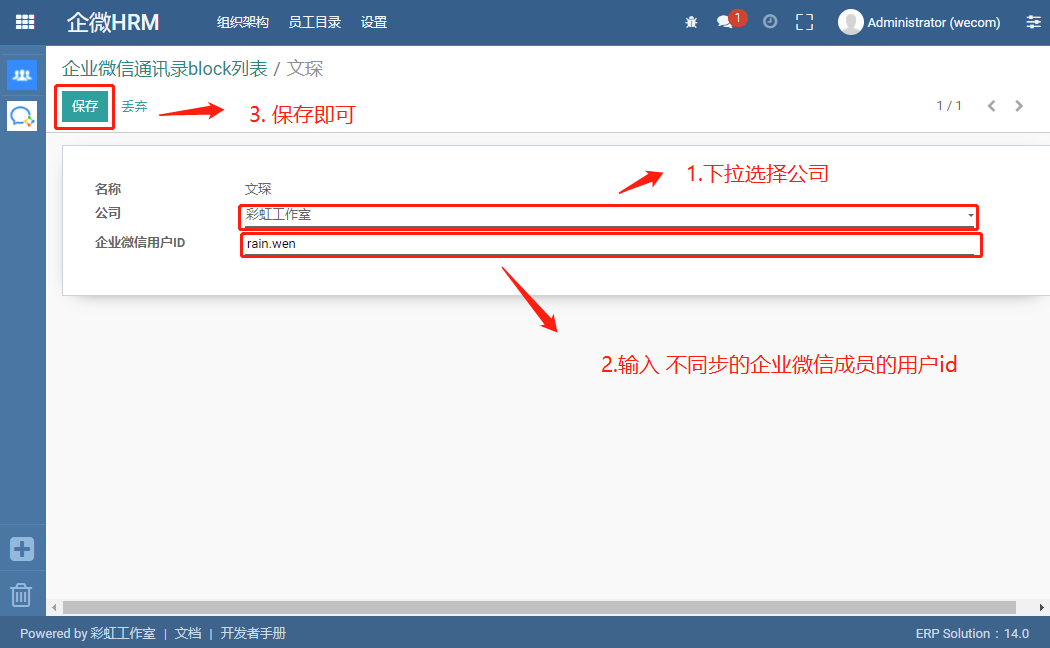 企微HRM 组织架构 员工目录 设置 1 Administrator (wecom)
企业微信通讯录block列表 / 文琛
保存 丢弃 3. 保存即可 1 / 1
1.下拉选择公司
名称 文琛
公司 彩虹工作室
企业微信用户ID rain.wen
2.输入 不同步的企业微信成员的用户id
Powered by 彩虹工作室 | 文档 | 开发者手册 ERP Solution : 14.0